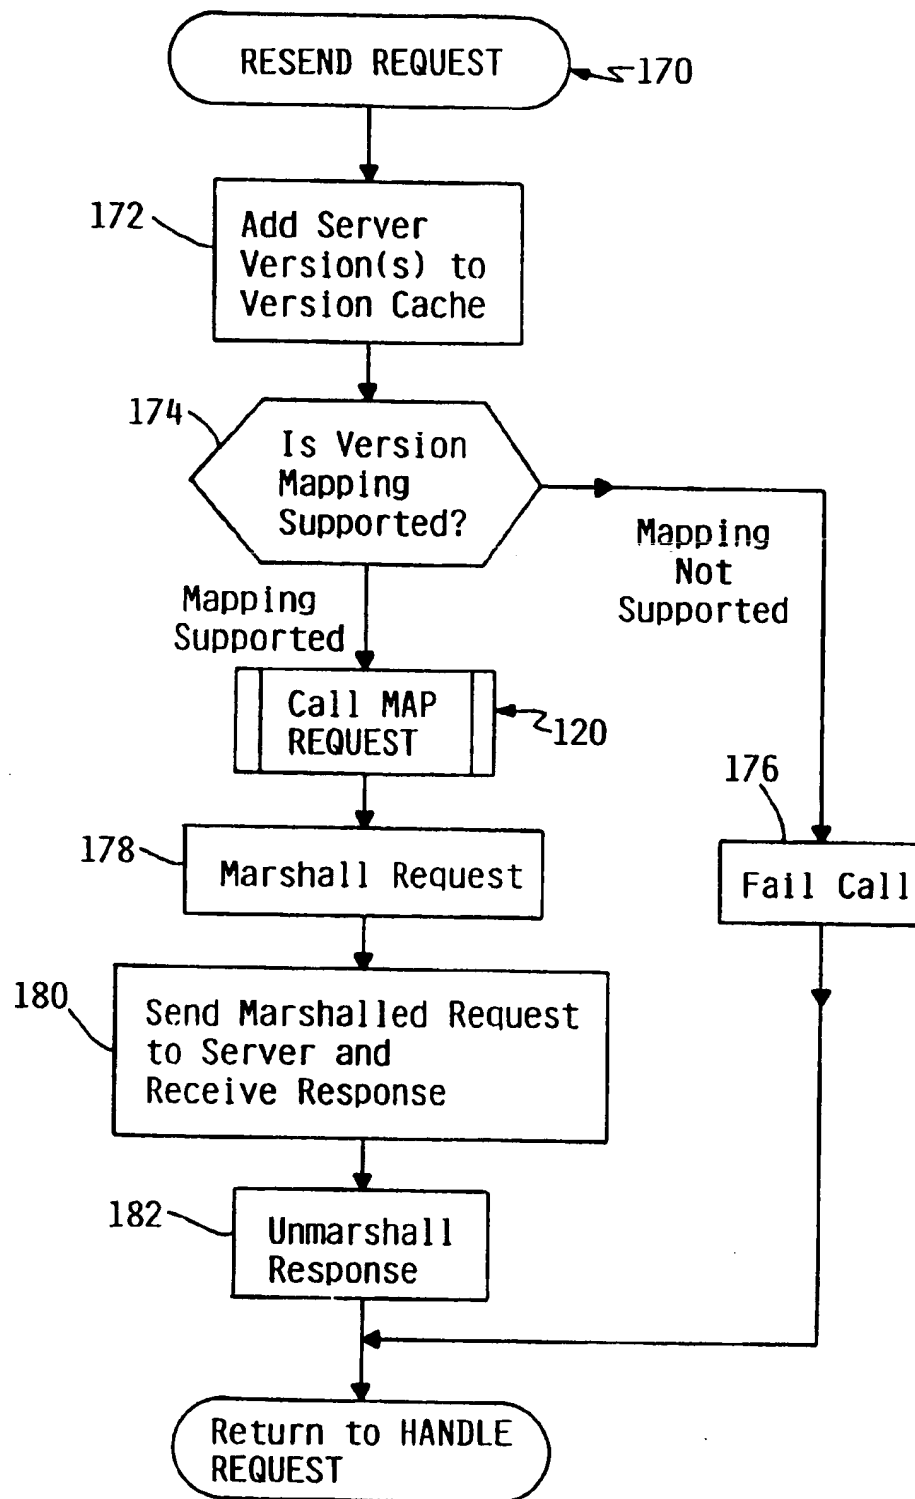 RESEND REQUEST
170
172
Add Server
Version(s) to
Version Cache
174
Is Version
Mapping
Supported?
Mapping
Not
Supported
Mapping
Supported
Call MAP
REQUEST
120
176
Fail Call
178
Marshall Request
180
Send Marshalled Request
to Server and
Receive Response
182
Unmarshall
Response
Return to HANDLE
REQUEST